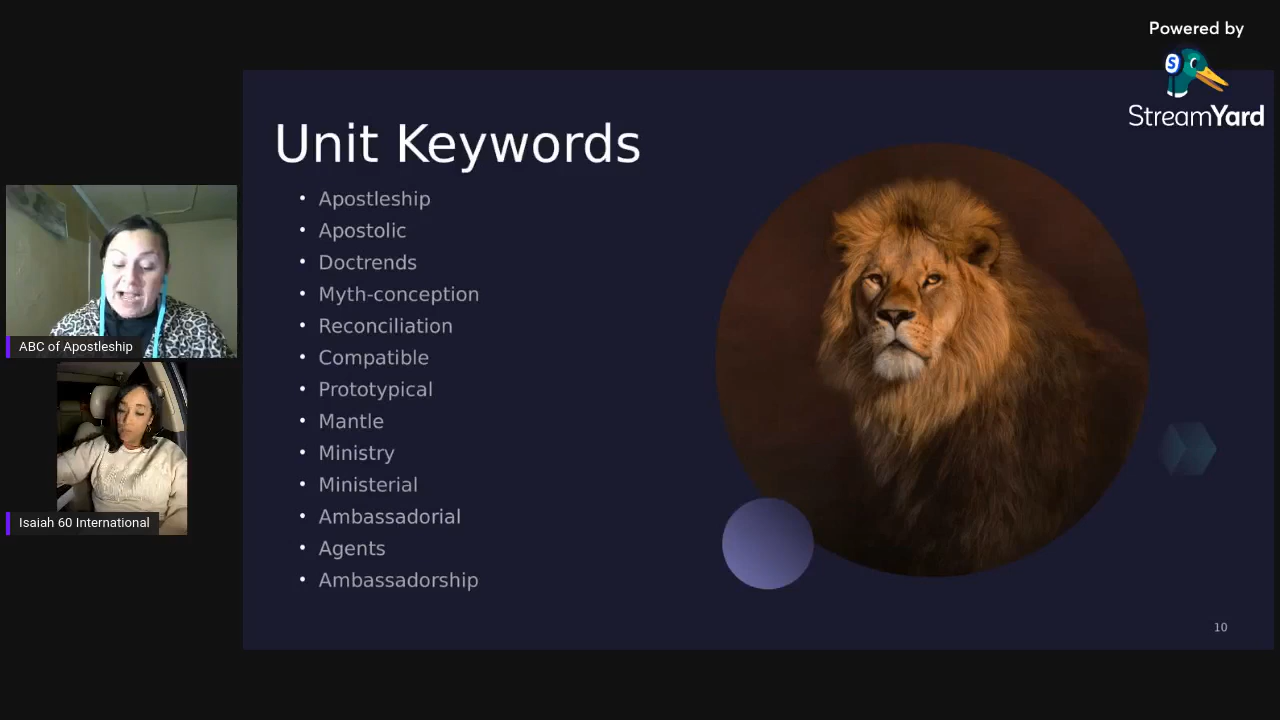 Powered by
S
StreamYard
Unit Keywords
• Apostleship
• Apostolic
• Doctrends
• Myth-conception
• Reconciliation
• Compatible
• Prototypical
• Mantle
• Ministry
• Ministerial
• Ambassadorial
• Agents
• Ambassadorship
10
ABC of Apostleship
Isaiah 60 International